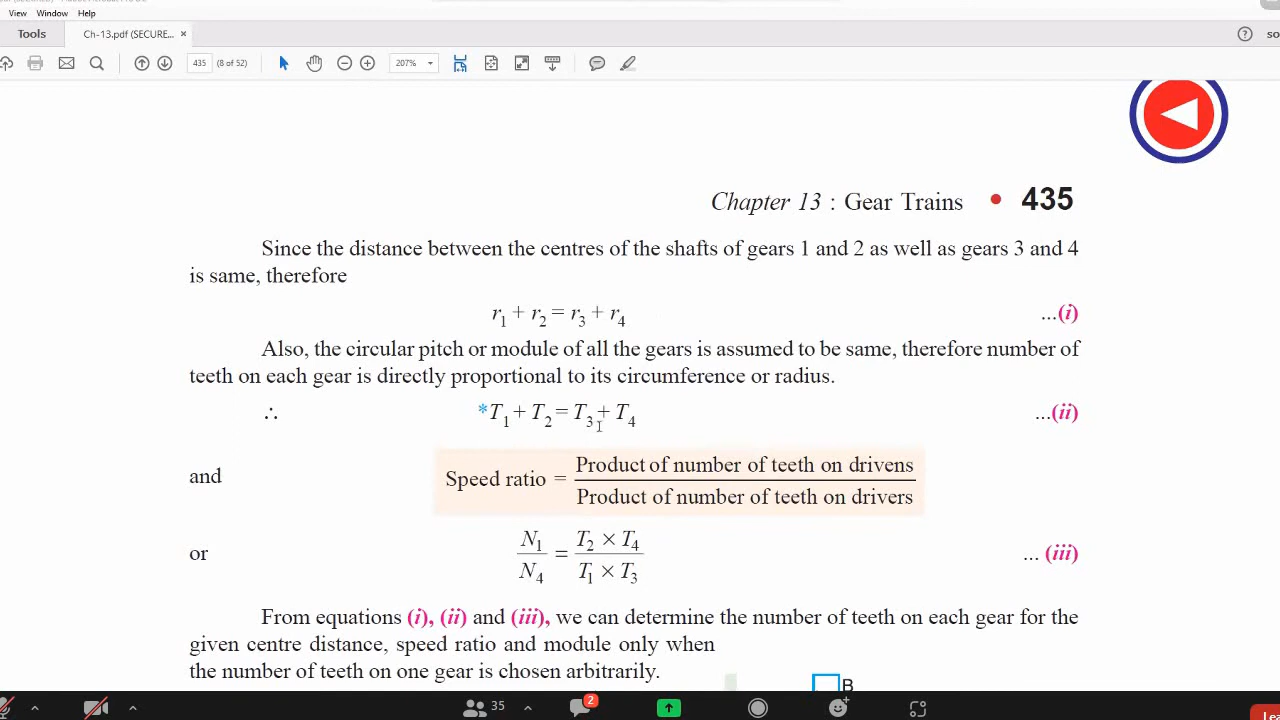 View Window Help
Tools
Ch-13.pdf (SECURE... ×
?
so
435 (8 of 52)
207%
Chapter 13 : Gear Trains • 435
Since the distance between the centres of the shafts of gears 1 and 2 as well as gears 3 and 4
is same, therefore
r1 + r2 = r3 + r4 ...(i)
Also, the circular pitch or module of all the gears is assumed to be same, therefore number of
teeth on each gear is directly proportional to its circumference or radius.
∴ *T1 + T2 = T3 + T4 ...(ii)
and Speed ratio = Product of number of teeth on drivens
Product of number of teeth on drivers
or N1 / N4 = T2 × T4 / T1 × T3 ... (iii)
From equations (i), (ii) and (iii), we can determine the number of teeth on each gear for the
given centre distance, speed ratio and module only when
the number of teeth on one gear is chosen arbitrarily.
B
35
2